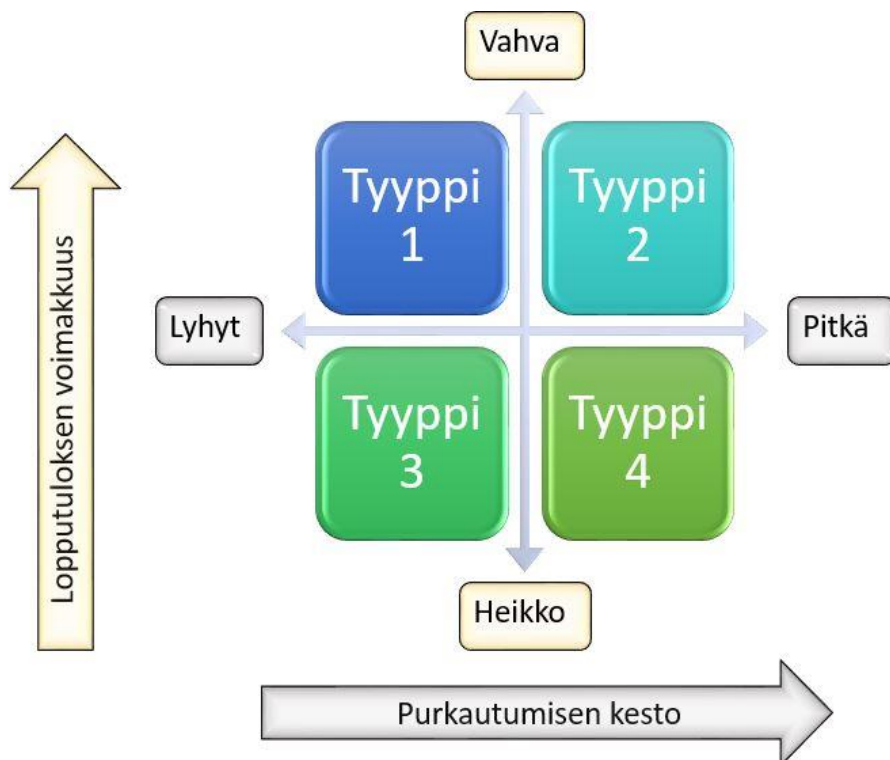 Vahva
Tyyppi
1
Tyyppi
2
Lopputuloksen voimakkuus
Lyhyt
Pitkä
Tyyppi
3
Tyyppi
4
Heikko
Purkautumisen kesto